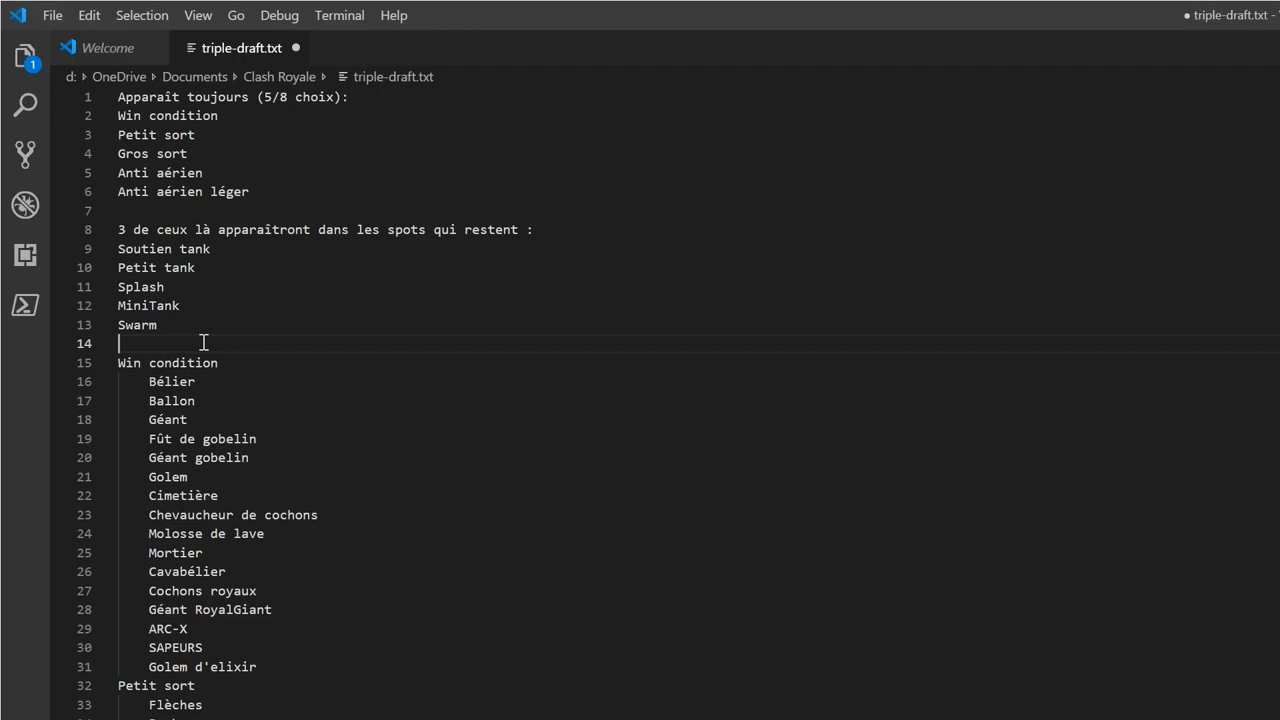 File Edit Selection View Go Debug Terminal Help ● triple-draft.txt -
Welcome triple-draft.txt ●
d: OneDrive Documents Clash Royale triple-draft.txt
1
1 Apparaît toujours (5/8 choix):
2 Win condition
3 Petit sort
4 Gros sort
5 Anti aérien
6 Anti aérien léger
7
8 3 de ceux là apparaîtront dans les spots qui restent :
9 Soutien tank
10 Petit tank
11 Splash
12 MiniTank
13 Swarm
14
15 Win condition
16 Bélier
17 Ballon
18 Géant
19 Fût de gobelin
20 Géant gobelin
21 Golem
22 Cimetière
23 Chevaucheur de cochons
24 Molosse de lave
25 Mortier
26 Cavabélier
27 Cochons royaux
28 Géant RoyalGiant
29 ARC-X
30 SAPEURS
31 Golem d'elixir
32 Petit sort
33 Flèches